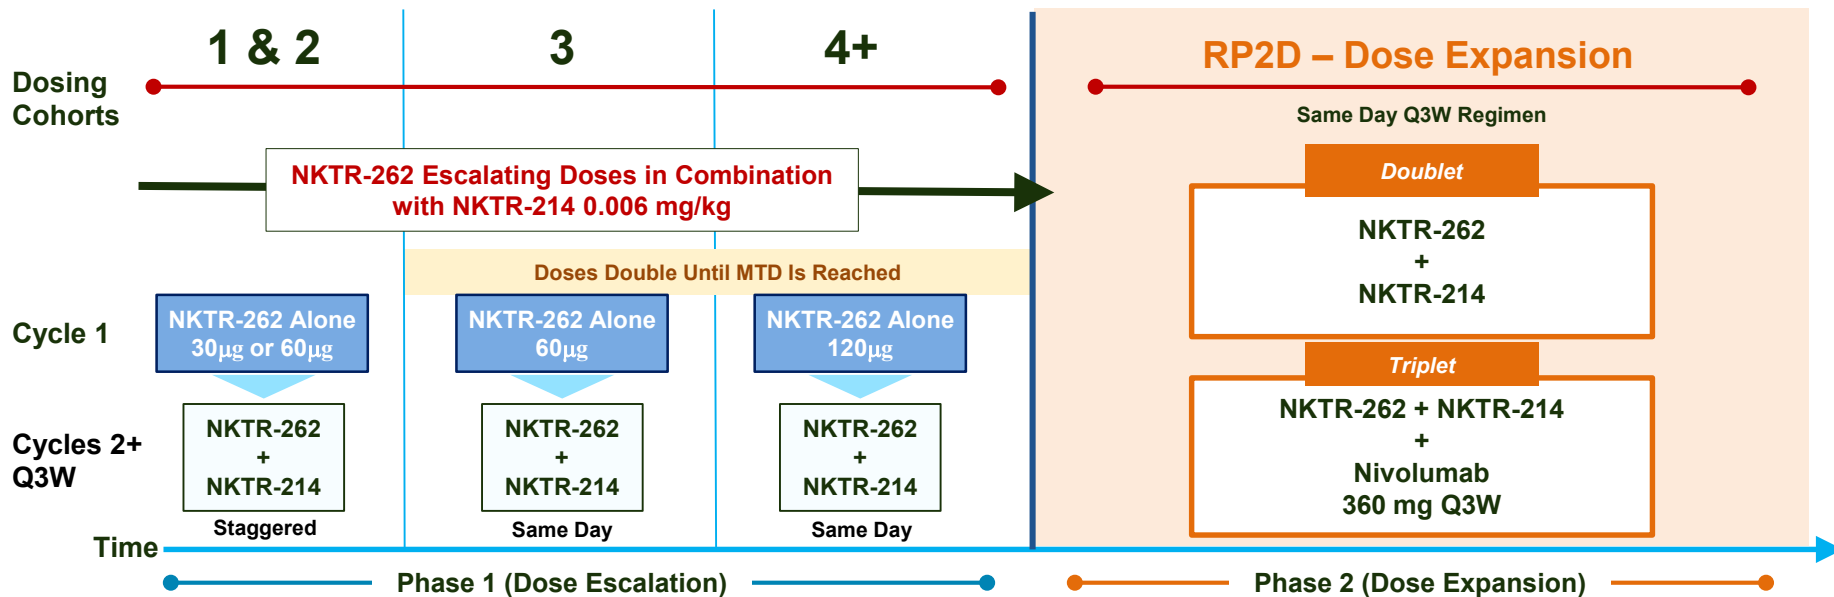 1 & 2
3
4+
RP2D – Dose Expansion
Dosing
Cohorts
Same Day Q3W Regimen
NKTR-262 Escalating Doses in Combination
with NKTR-214 0.006 mg/kg
Doublet
NKTR-262
+
NKTR-214
Doses Double Until MTD Is Reached
Cycle 1
NKTR-262 Alone
30µg or 60µg
NKTR-262 Alone
60µg
NKTR-262 Alone
120µg
Triplet
NKTR-262 + NKTR-214
+
Nivolumab
360 mg Q3W
Cycles 2+
Q3W
NKTR-262
+
NKTR-214
Staggered
NKTR-262
+
NKTR-214
Same Day
NKTR-262
+
NKTR-214
Same Day
Time
Phase 1 (Dose Escalation)
Phase 2 (Dose Expansion)